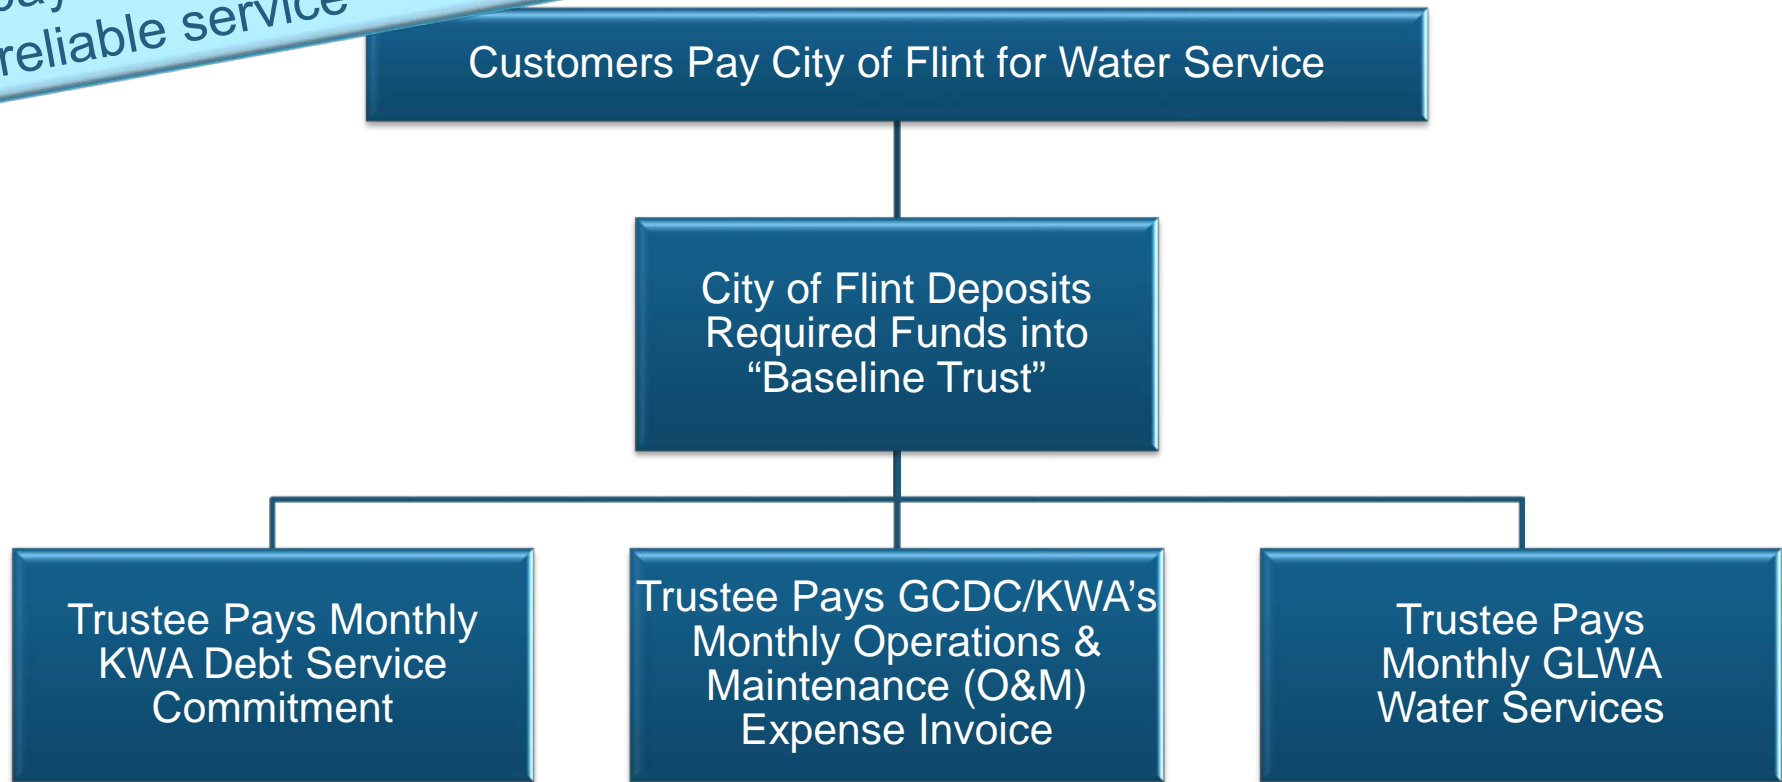 pay
reliable service
Customers Pay City of Flint for Water Service
City of Flint Deposits
Required Funds into
“Baseline Trust”
Trustee Pays Monthly
KWA Debt Service
Commitment
Trustee Pays GCDC/KWA’s
Monthly Operations &
Maintenance (O&M)
Expense Invoice
Trustee Pays
Monthly GLWA
Water Services